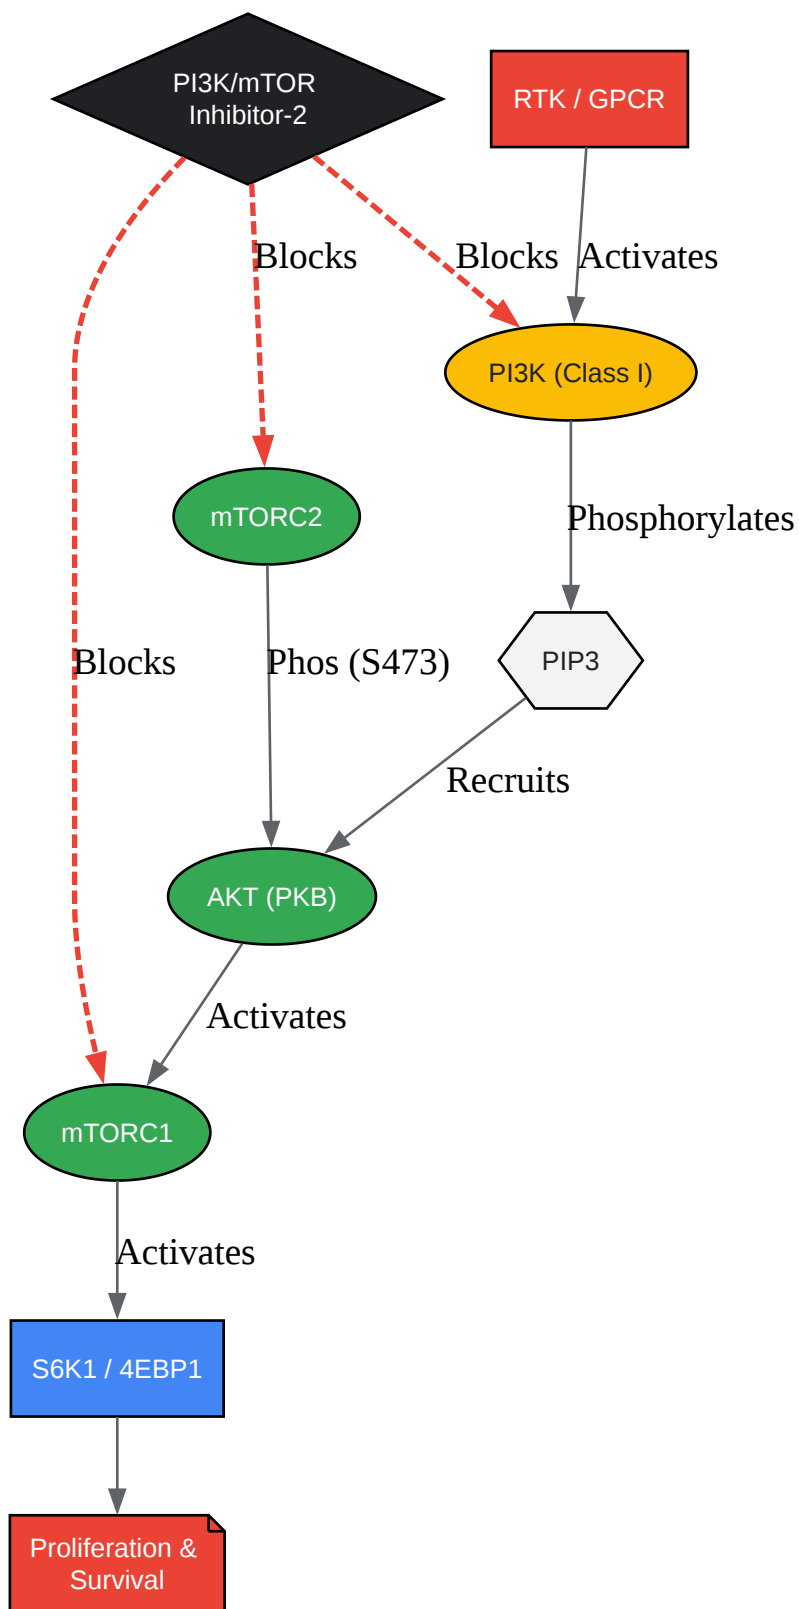 PI3K/mTOR
Inhibitor-2
RTK / GPCR
Blocks
Blocks
Activates
PI3K (Class I)
mTORC2
Phosphorylates
Blocks
Phos (S473)
PIP3
Recruits
AKT (PKB)
Activates
mTORC1
Activates
S6K1 / 4EBP1
Proliferation &
Survival